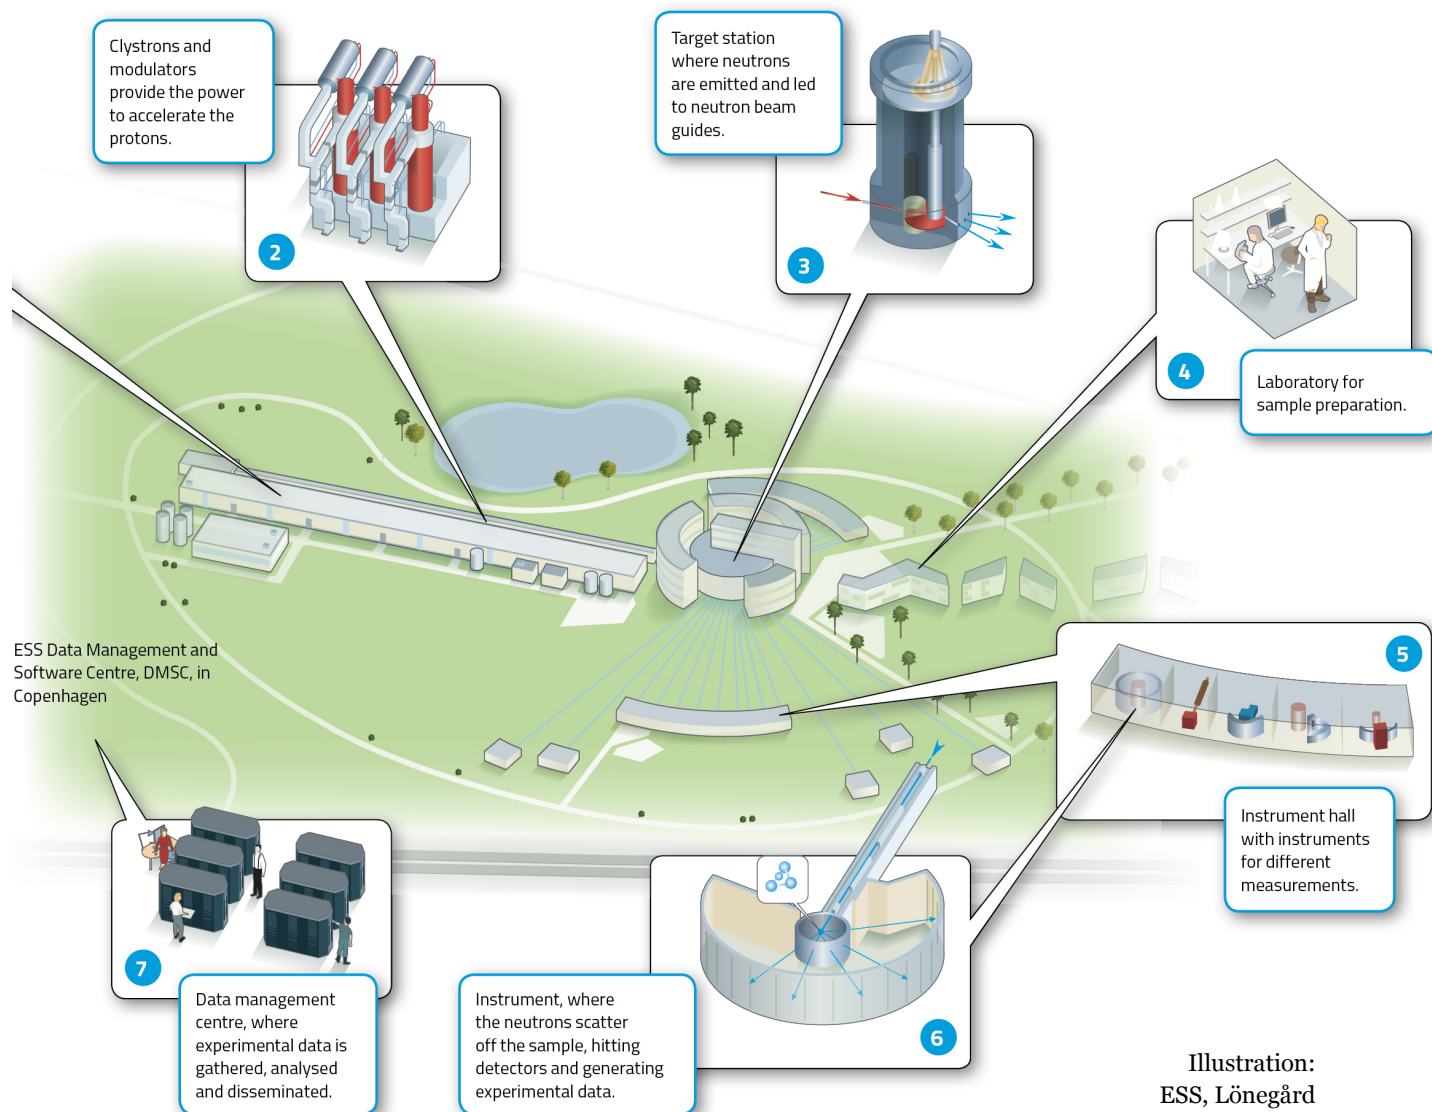 Clystrons and
modulators
provide the power
to accelerate the
protons.
2
Target station
where neutrons
are emitted and led
to neutron beam
guides.
3
4
Laboratory for
sample preparation.
ESS Data Management and
Software Centre, DMSC, in
Copenhagen
5
Instrument hall
with instruments
for different
measurements.
7
Data management
centre, where
experimental data is
gathered, analysed
and disseminated.
Instrument, where
the neutrons scatter
off the sample, hitting
detectors and generating
experimental data.
6
Illustration:
ESS, Lönegård